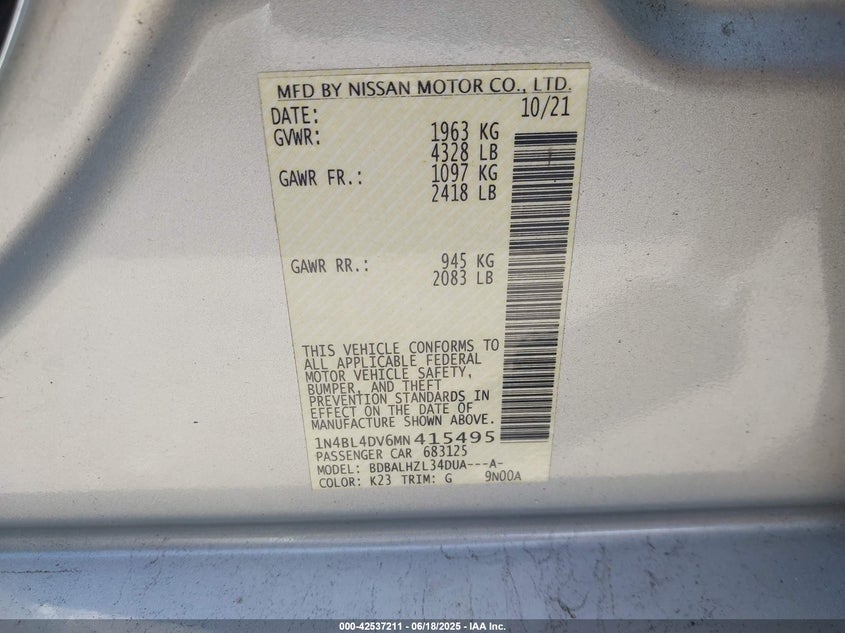 MFD BY NISSAN MOTOR CO., LTD.
DATE: 10/21
GVWR: 1963 KG
4328 LB
GAWR FR.: 1097 KG
2418 LB
GAWR RR.: 945 KG
2083 LB
THIS VEHICLE CONFORMS TO
ALL APPLICABLE FEDERAL
MOTOR VEHICLE SAFETY,
BUMPER, AND THEFT
PREVENTION STANDARDS IN
EFFECT ON THE DATE OF
MANUFACTURE SHOWN ABOVE.
1N4BL4DV6MN415495
PASSENGER CAR 683125
MODEL: BDBALHZL34DUA---A-
COLOR: K23 TRIM: G 9N00A
000-42537211 - 06/18/2025 - IAA Inc.